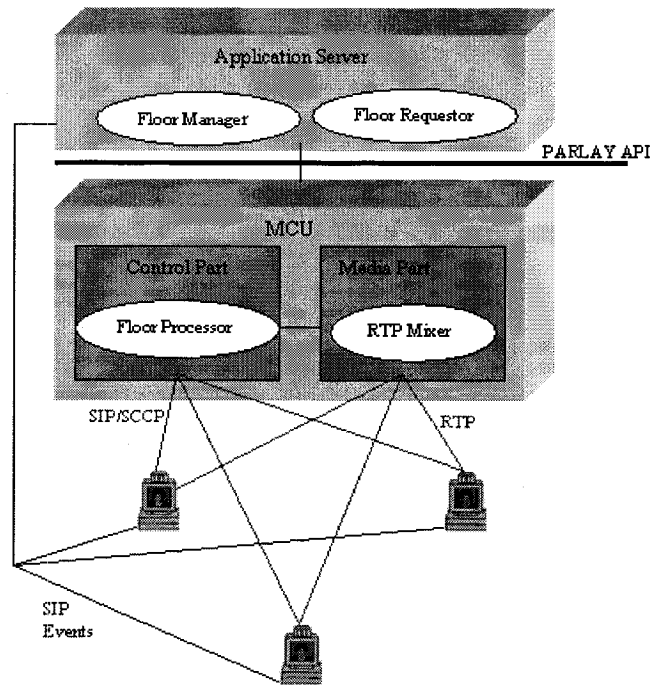 Application Server
Floor Manager
Floor Requestor
PARLAY API
MCU
Control Part
Media Part
Floor Processor
RTP Mixer
SIP/SCCP
RTP
SIP
Events